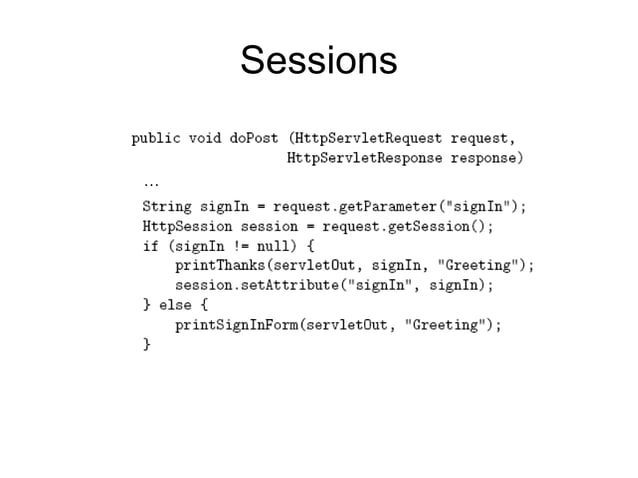 Sessions
public void doPost (HttpServletRequest request,
HttpServletResponse response)
...
String signIn = request.getParameter("signIn");
HttpSession session = request.getSession();
if (signIn != null) {
printThanks(servletOut, signIn, "Greeting");
session.setAttribute("signIn", signIn);
} else {
printSignInForm(servletOut, "Greeting");
}